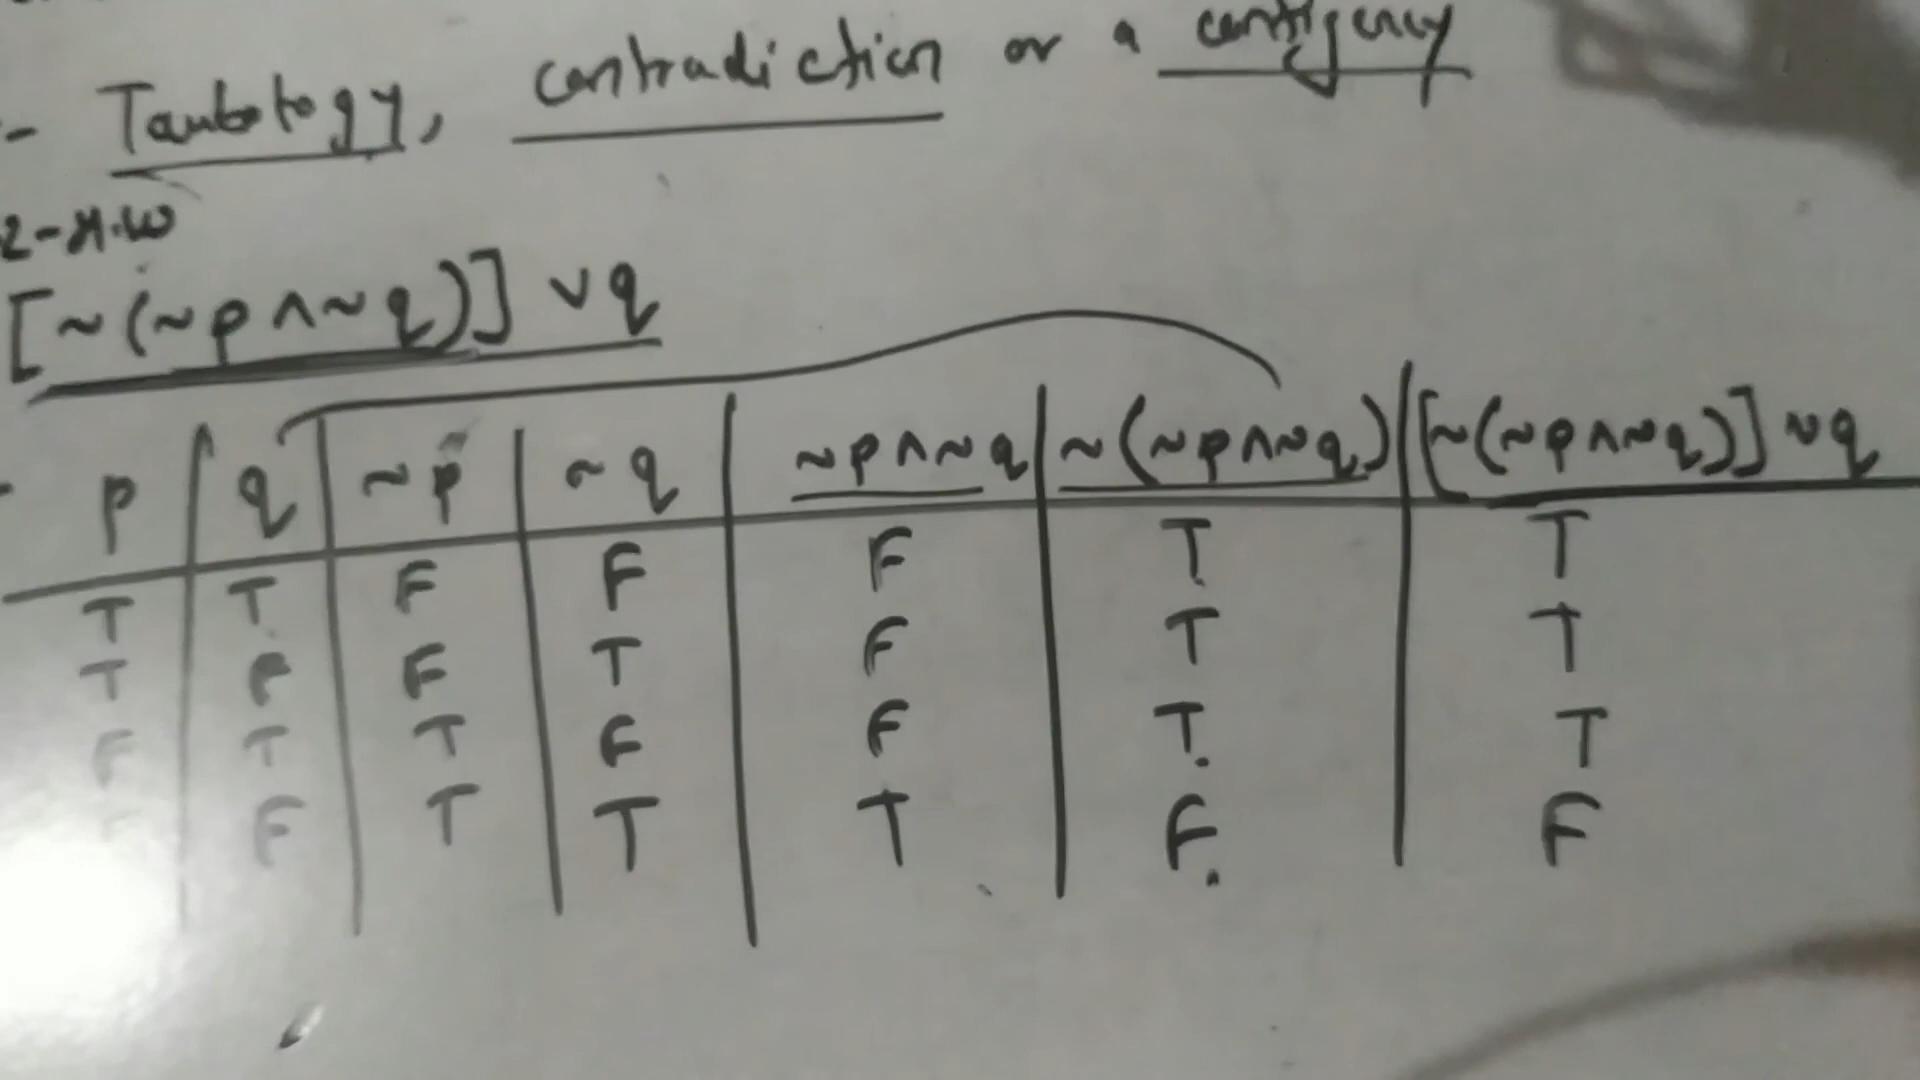 - Tautology, contradiction or a contigency
2-H.W
[~(~p∧~q)] ∨q
p q ~p ~q ~p∧~q ~(~p∧~q) [~(~p∧~q)] ∨q
T T F F F T T
T F F T F T T
F T T F F T T
F F T T T F F